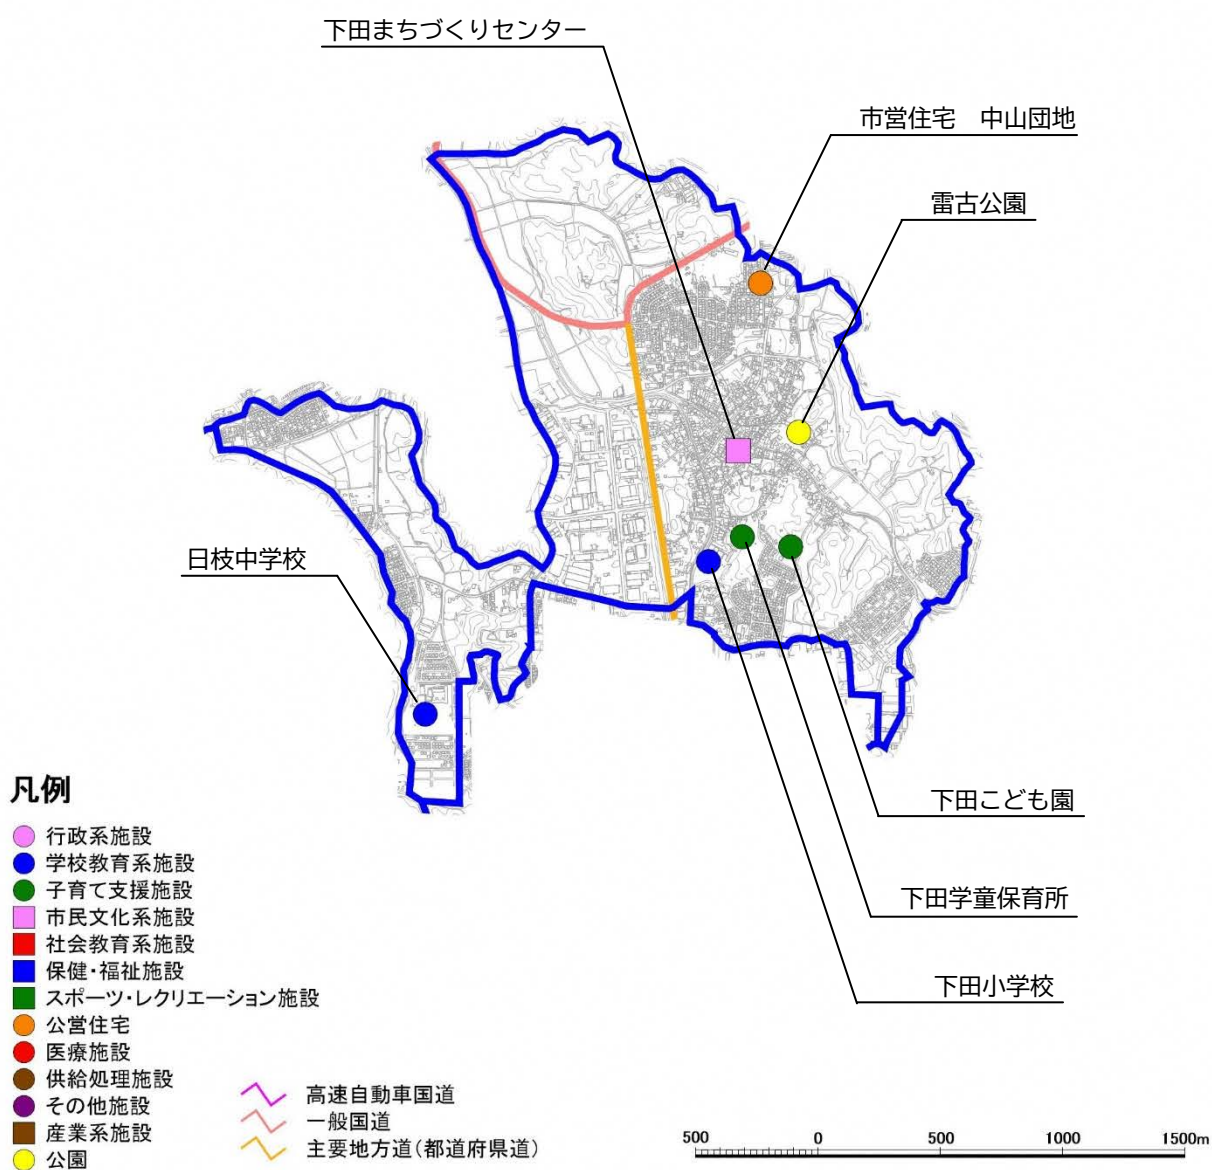 下田まちづくりセンター
市営住宅　中山団地
雷古公園
日枝中学校
下田こども園
下田学童保育所
下田小学校
凡例
行政系施設
学校教育系施設
子育て支援施設
市民文化系施設
社会教育系施設
保健・福祉施設
スポーツ・レクリエーション施設
公営住宅
医療施設
供給処理施設
その他施設
産業系施設
公園
高速自動車国道
一般国道
主要地方道（都道府県道）
500 0 500 1000 1500m